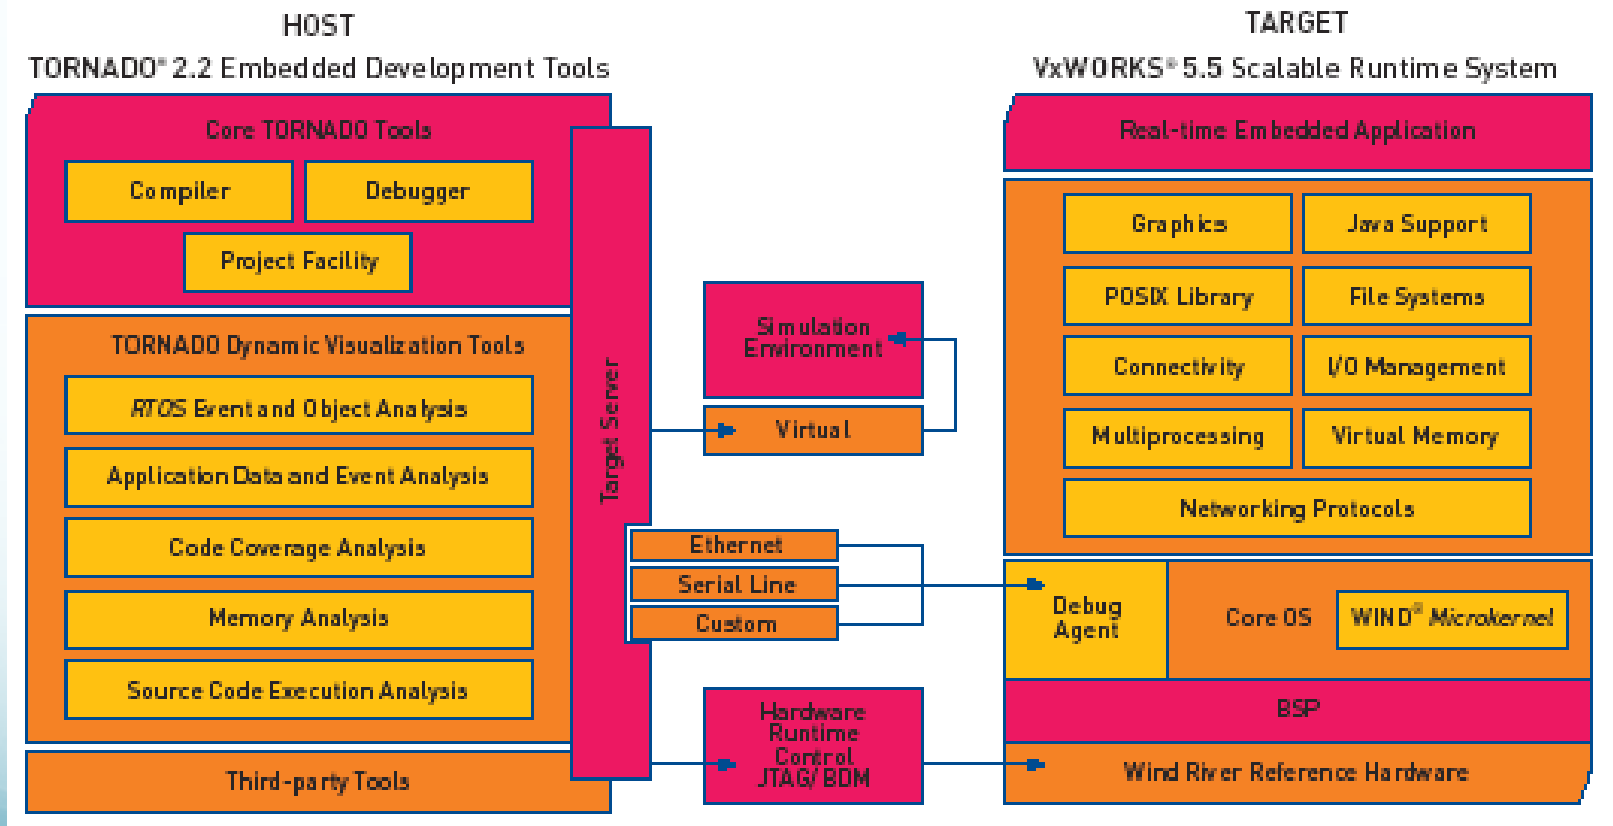 HOST
TORNADO® 2.2 Embedded Development Tools
Core TORNADO Tools
Compiler
Debugger
Project Facility
TORNADO Dynamic Visualization Tools
RTOS Event and Object Analysis
Application Data and Event Analysis
Code Coverage Analysis
Memory Analysis
Source Code Execution Analysis
Third-party Tools
Target Server
Simulation
Environment
Virtual
Ethernet
Serial Line
Custom
Hardware
Runtime
Control
JTAG/BDM
TARGET
VxWORKS® 5.5 Scalable Runtime System
Real-time Embedded Application
Graphics
Java Support
POSIX Library
File Systems
Connectivity
I/O Management
Multiprocessing
Virtual Memory
Networking Protocols
Debug
Agent
Core OS
WIND® Microkernel
BSP
Wind River Reference Hardware